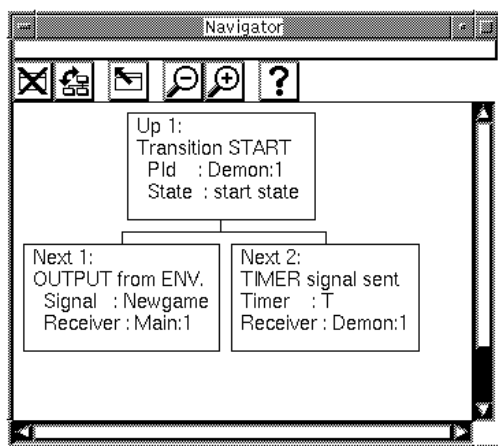 Navigator
?
Up 1:
Transition START
PId : Demon:1
State : start state
Next 1:
OUTPUT from ENV.
Signal : Newgame
Receiver : Main:1
Next 2:
TIMER signal sent
Timer : T
Receiver : Demon:1